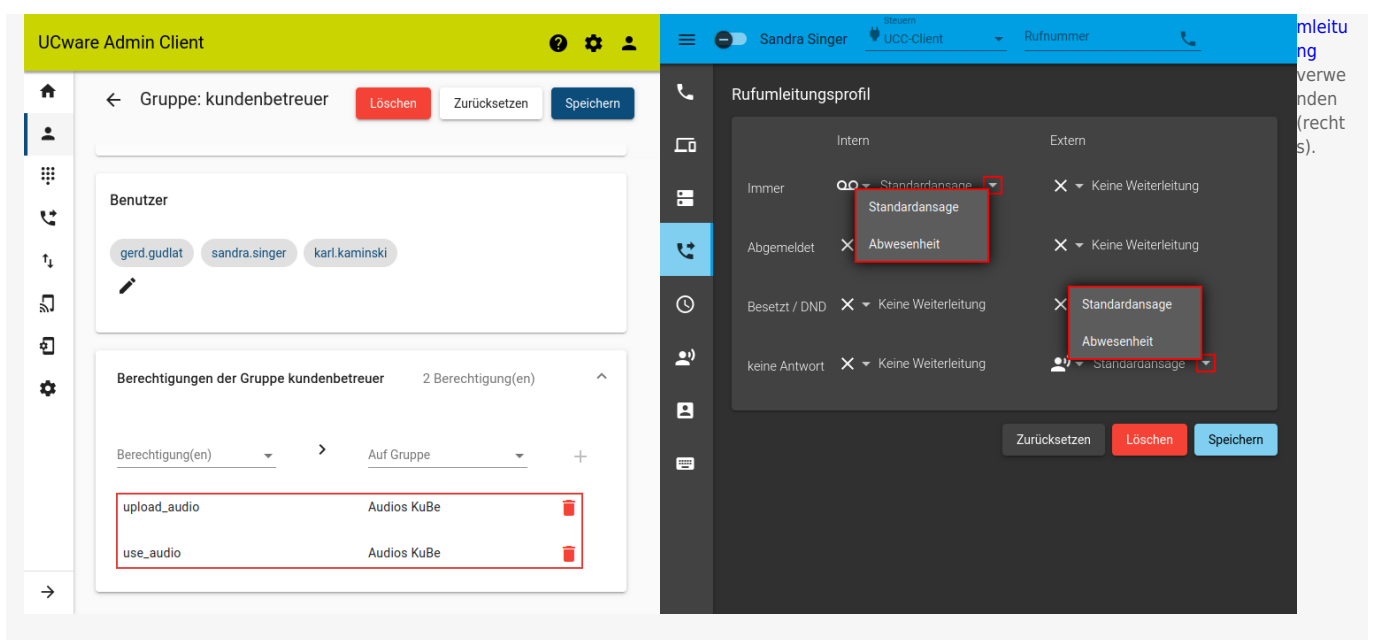 UCware Admin Client
Gruppe: kundenbetreuer
Löschen
Zurücksetzen
Speichern
Benutzer
gerd.gudlat
sandra.singer
karl.kaminski
Berechtigungen der Gruppe kundenbetreuer
2 Berechtigung(en)
Berechtigung(en)
Auf Gruppe
upload_audio
Audios KuBe
use_audio
Audios KuBe
Sandra Singer
Steuern
UCC-Client
Rufnummer
Rufumleitungsprofil
Intern
Extern
Immer
Standardansage
Keine Weiterleitung
Standardansage
Abwesenheit
Abgemeldet
Keine Weiterleitung
Besetzt / DND
Keine Weiterleitung
Standardansage
Abwesenheit
keine Antwort
Keine Weiterleitung
Standardansage
Zurücksetzen
Löschen
Speichern
mleitu
ng
verwe
nden
(recht
s).